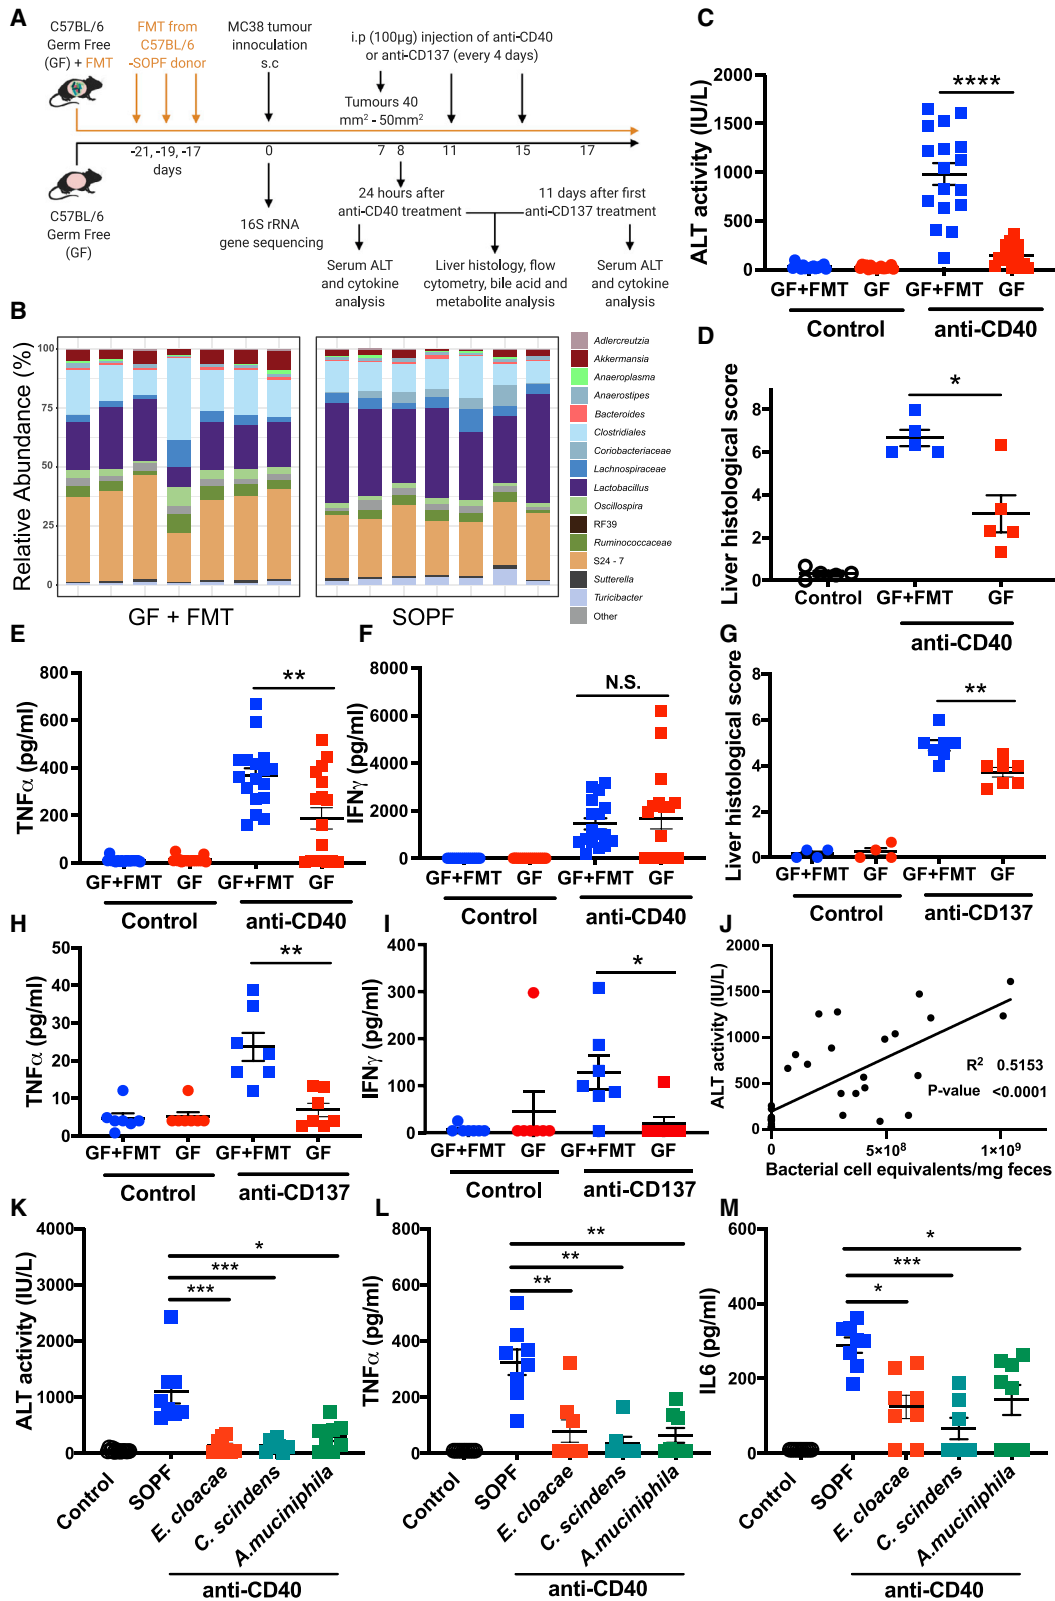 A
C57BL/6
Germ Free
(GF) + FMT
FMT from
C57BL/6
-SOPF donor
MC38 tumour
innoculation
s.c
i.p (100µg) injection of anti-CD40
or anti-CD137 (every 4 days)
Tumours 40
mm² - 50mm²
-21, -19, -17
days
0
7
8
11
15
17
C57BL/6
Germ Free
(GF)
16S rRNA
gene sequencing
24 hours after
anti-CD40 treatment
11 days after first
anti-CD137 treatment
Serum ALT
and cytokine
analysis
Liver histology, flow
cytometry, bile acid and
metabolite analysis
Serum ALT
and cytokine
analysis
B
Relative Abundance (%)
100
75
50
25
0
GF + FMT
SOPF
Adlercreutzia
Akkermansia
Anaeroplasma
Anaerostipes
Bacteroides
Clostridiales
Coriobacteriaceae
Lachnospiraceae
Lactobacillus
Oscillospira
RF39
Ruminococcaceae
S24 - 7
Sutterella
Turicibacter
Other
C
ALT activity (IU/L)
2000
1500
1000
500
0
****
GF+FMT
GF
GF+FMT
GF
Control
anti-CD40
D
Liver histological score
8
6
4
2
0
*
Control
GF+FMT
GF
anti-CD40
E
TNFα (pg/ml)
800
600
400
200
0
**
GF+FMT
GF
GF+FMT
GF
Control
anti-CD40
F
IFNγ (pg/ml)
8000
6000
4000
2000
0
N.S.
GF+FMT
GF
GF+FMT
GF
Control
anti-CD40
G
Liver histological score
8
6
4
2
0
**
GF+FMT
GF
GF+FMT
GF
Control
anti-CD137
H
TNFα (pg/ml)
50
40
30
20
10
0
**
GF+FMT
GF
GF+FMT
GF
Control
anti-CD137
I
IFNγ (pg/ml)
400
300
200
100
0
*
GF+FMT
GF
GF+FMT
GF
Control
anti-CD137
J
ALT activity (IU/L)
2000
1500
1000
500
0
R² 0.5153
P-value <0.0001
0
5×10⁸
1×10⁹
Bacterial cell equivalents/mg feces
K
ALT activity (IU/L)
4000
3000
2000
1000
0
*
***
***
Control
SOPF
E. cloacae
C. scindens
A.muciniphila
anti-CD40
L
TNFα (pg/ml)
600
400
200
0
**
**
**
Control
SOPF
E. cloacae
C. scindens
A.muciniphila
anti-CD40
M
IL6 (pg/ml)
600
400
200
0
*
***
*
Control
SOPF
E. cloacae
C. scindens
A.muciniphila
anti-CD40